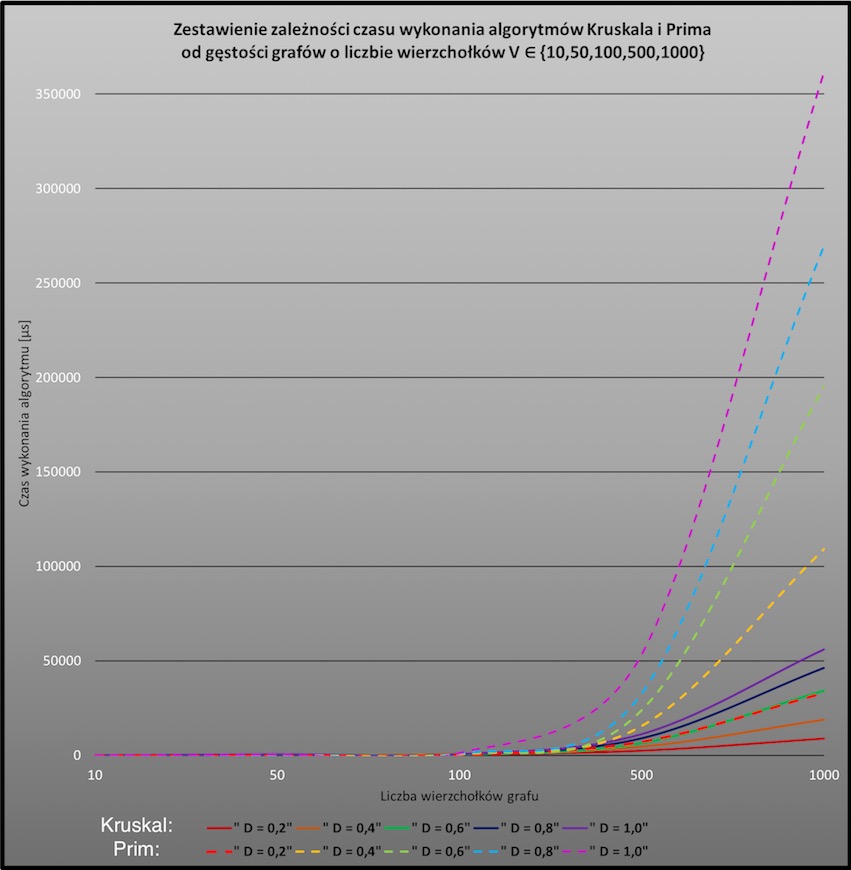 Zestawienie zależności czasu wykonania algorytmów Kruskala i Prima
od gęstości grafów o liczbie wierzchołków V ∈ {10,50,100,500,1000}
350000
300000
250000
200000
150000
100000
50000
0
Czas wykonania algorytmu [µs]
10 50 100 500 1000
Liczba wierzchołków grafu
Kruskal: " D = 0,2" " D = 0,4" " D = 0,6" " D = 0,8" " D = 1,0"
Prim: " D = 0,2" " D = 0,4" " D = 0,6" " D = 0,8" " D = 1,0"